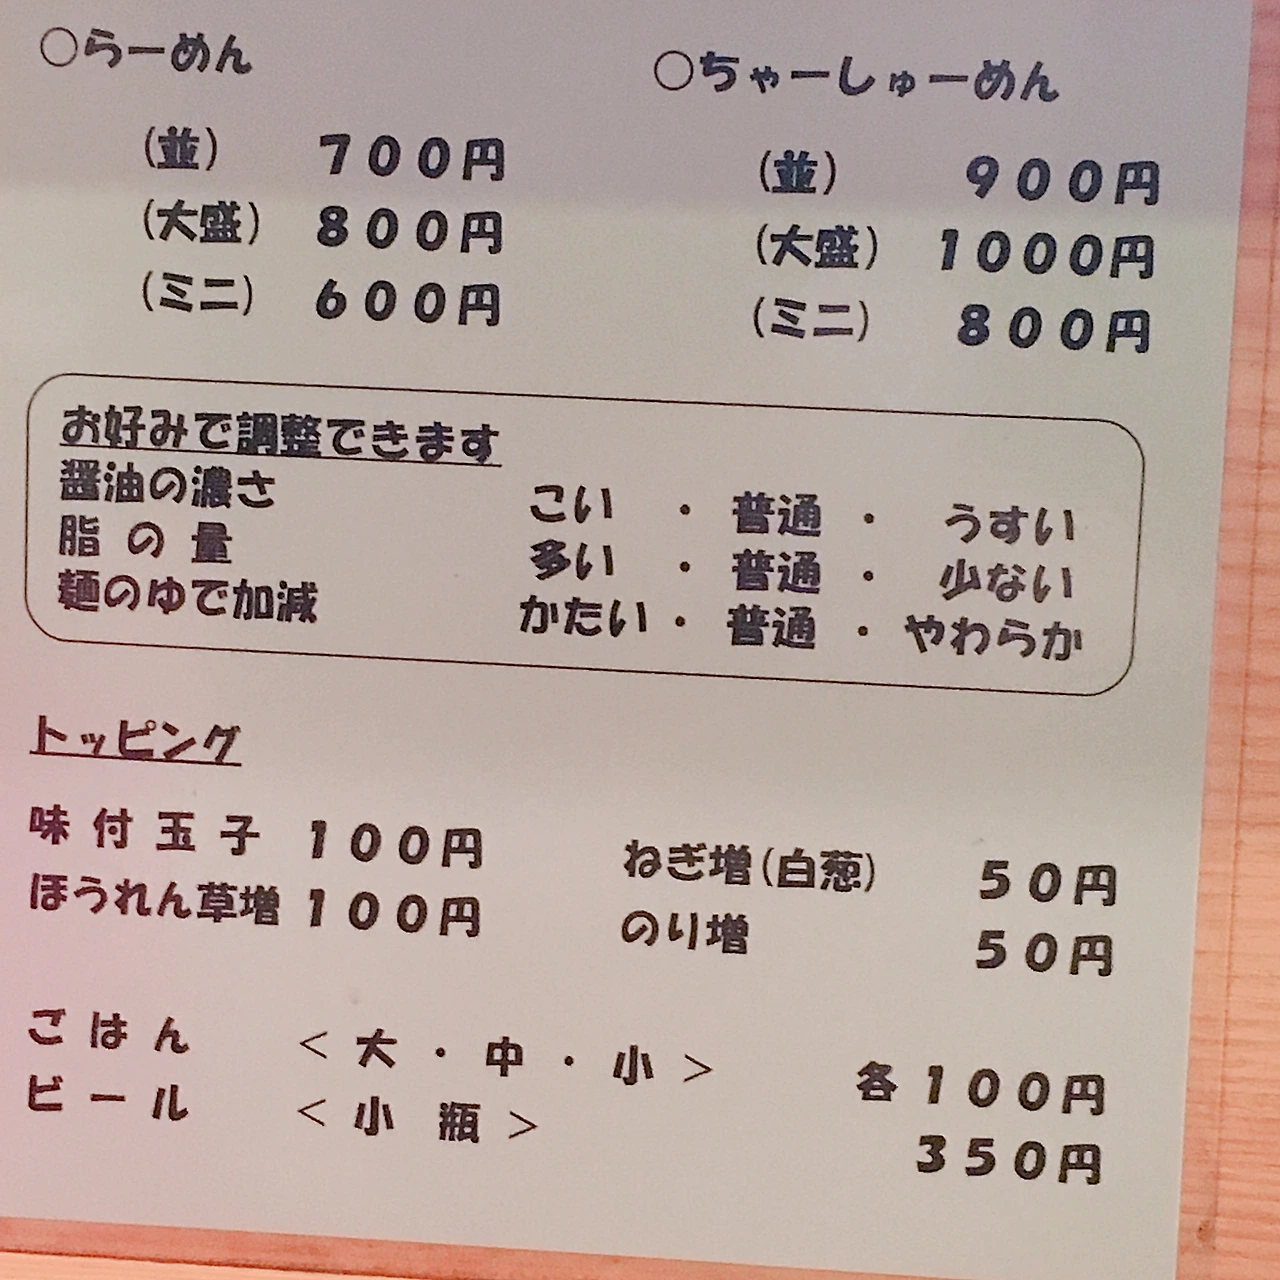 ○らーめん
(並) 700円
(大盛) 800円
(ミニ) 600円
○ちゃーしゅーめん
(並) 900円
(大盛) 1000円
(ミニ) 800円
お好みで調整できます
醤油の濃さ こい ・ 普通 ・ うすい
脂の量 多い ・ 普通 ・ 少ない
麺のゆで加減 かたい ・ 普通 ・ やわらか
トッピング
味付玉子 100円
ほうれん草増 100円
ねぎ増(白葱) 50円
のり増 50円
ごはん <大・中・小> 各100円
ビール <小瓶> 350円